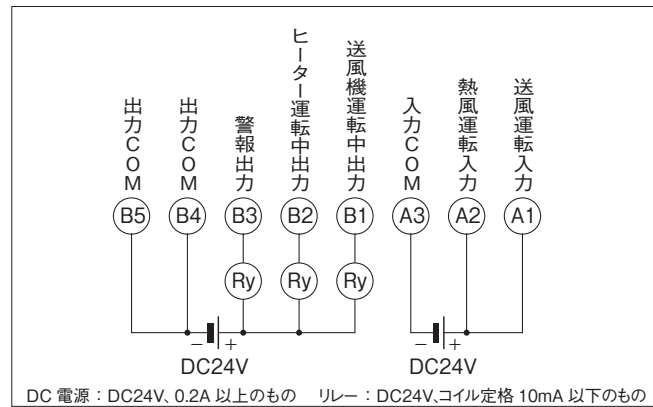 出力COM
出力COM
警報出力
ヒーター運転中出力
送風機運転中出力
入力COM
熱風運転入力
送風運転入力
B5
B4
B3
B2
B1
A3
A2
A1
Ry
Ry
Ry
− +
DC24V
− +
DC24V
DC 電源：DC24V、0.2A 以上のもの リレー：DC24V、コイル定格 10mA 以下のもの